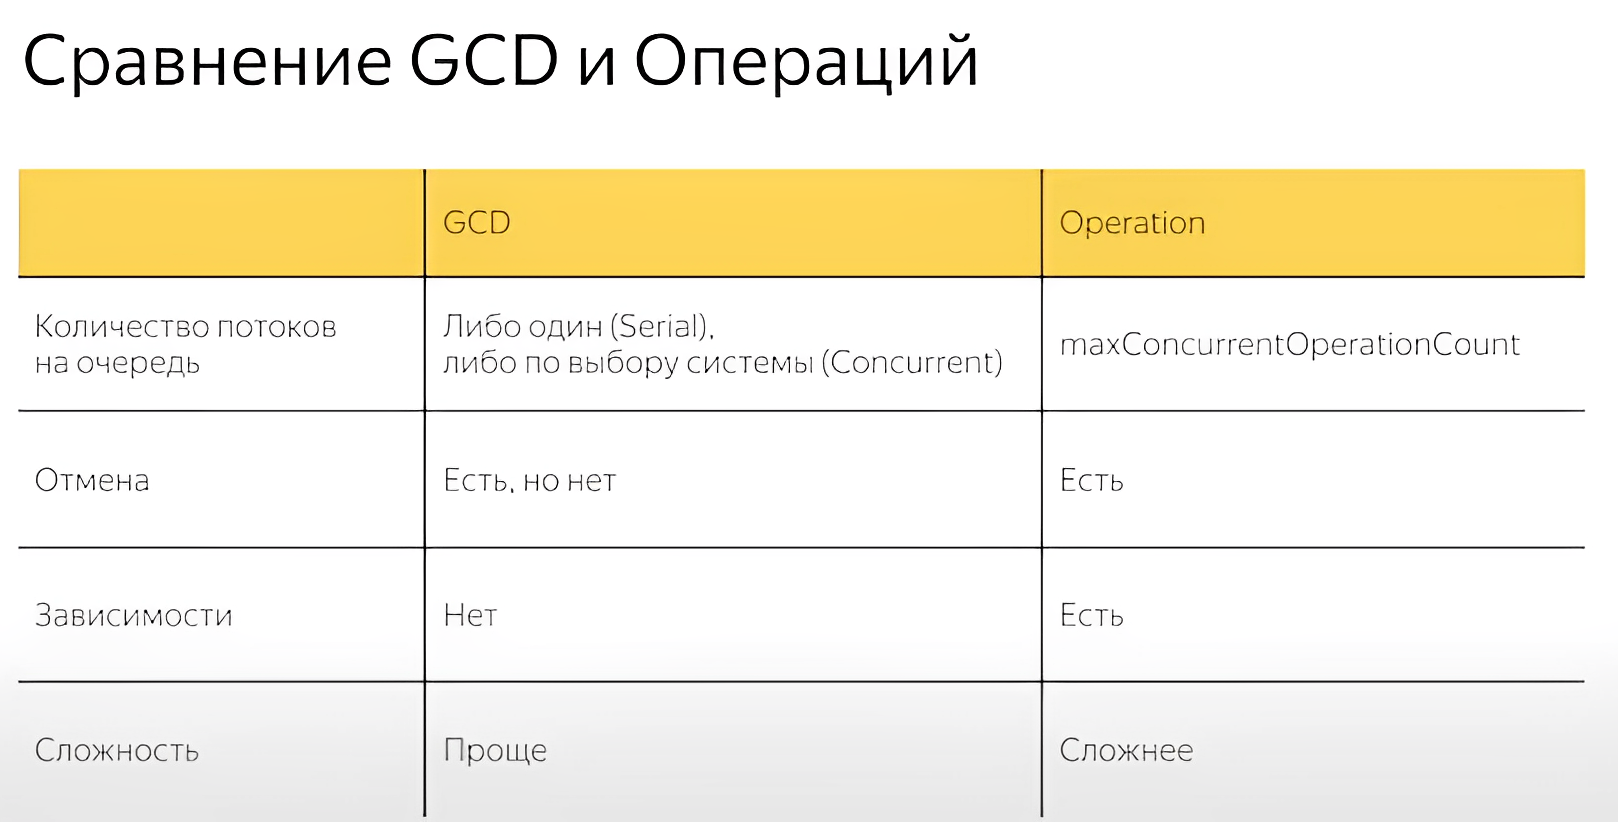 Сравнение GCD и Операций
GCD
Operation
Количество потоков
на очередь
Либо один (Serial),
либо по выбору системы (Concurrent)
maxConcurrentOperationCount
Отмена
Есть, но нет
Есть
Зависимости
Нет
Есть
Сложность
Проще
Сложнее